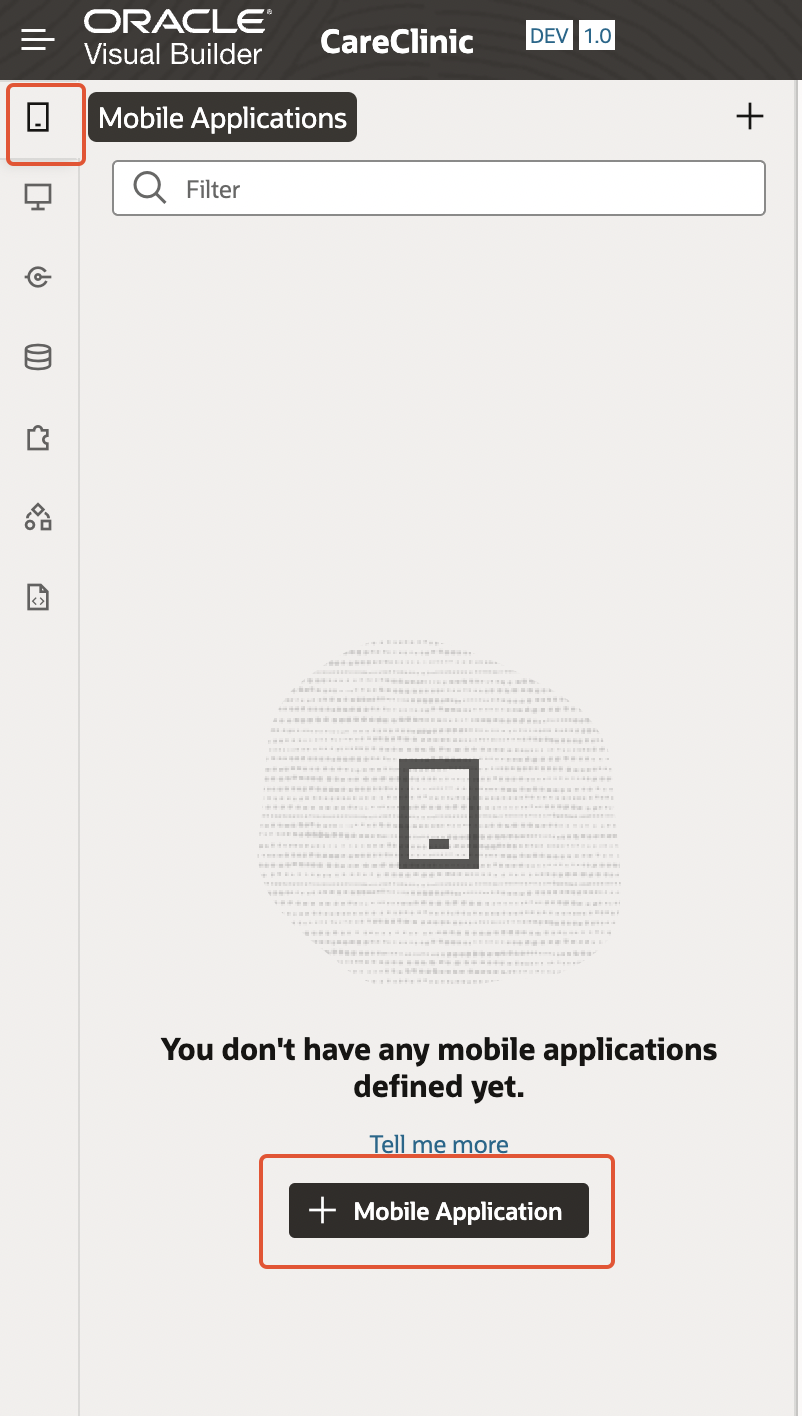 ORACLE®
Visual Builder
CareClinic
DEV 1.0
Mobile Applications
Filter
You don't have any mobile applications
defined yet.
Tell me more
Mobile Application